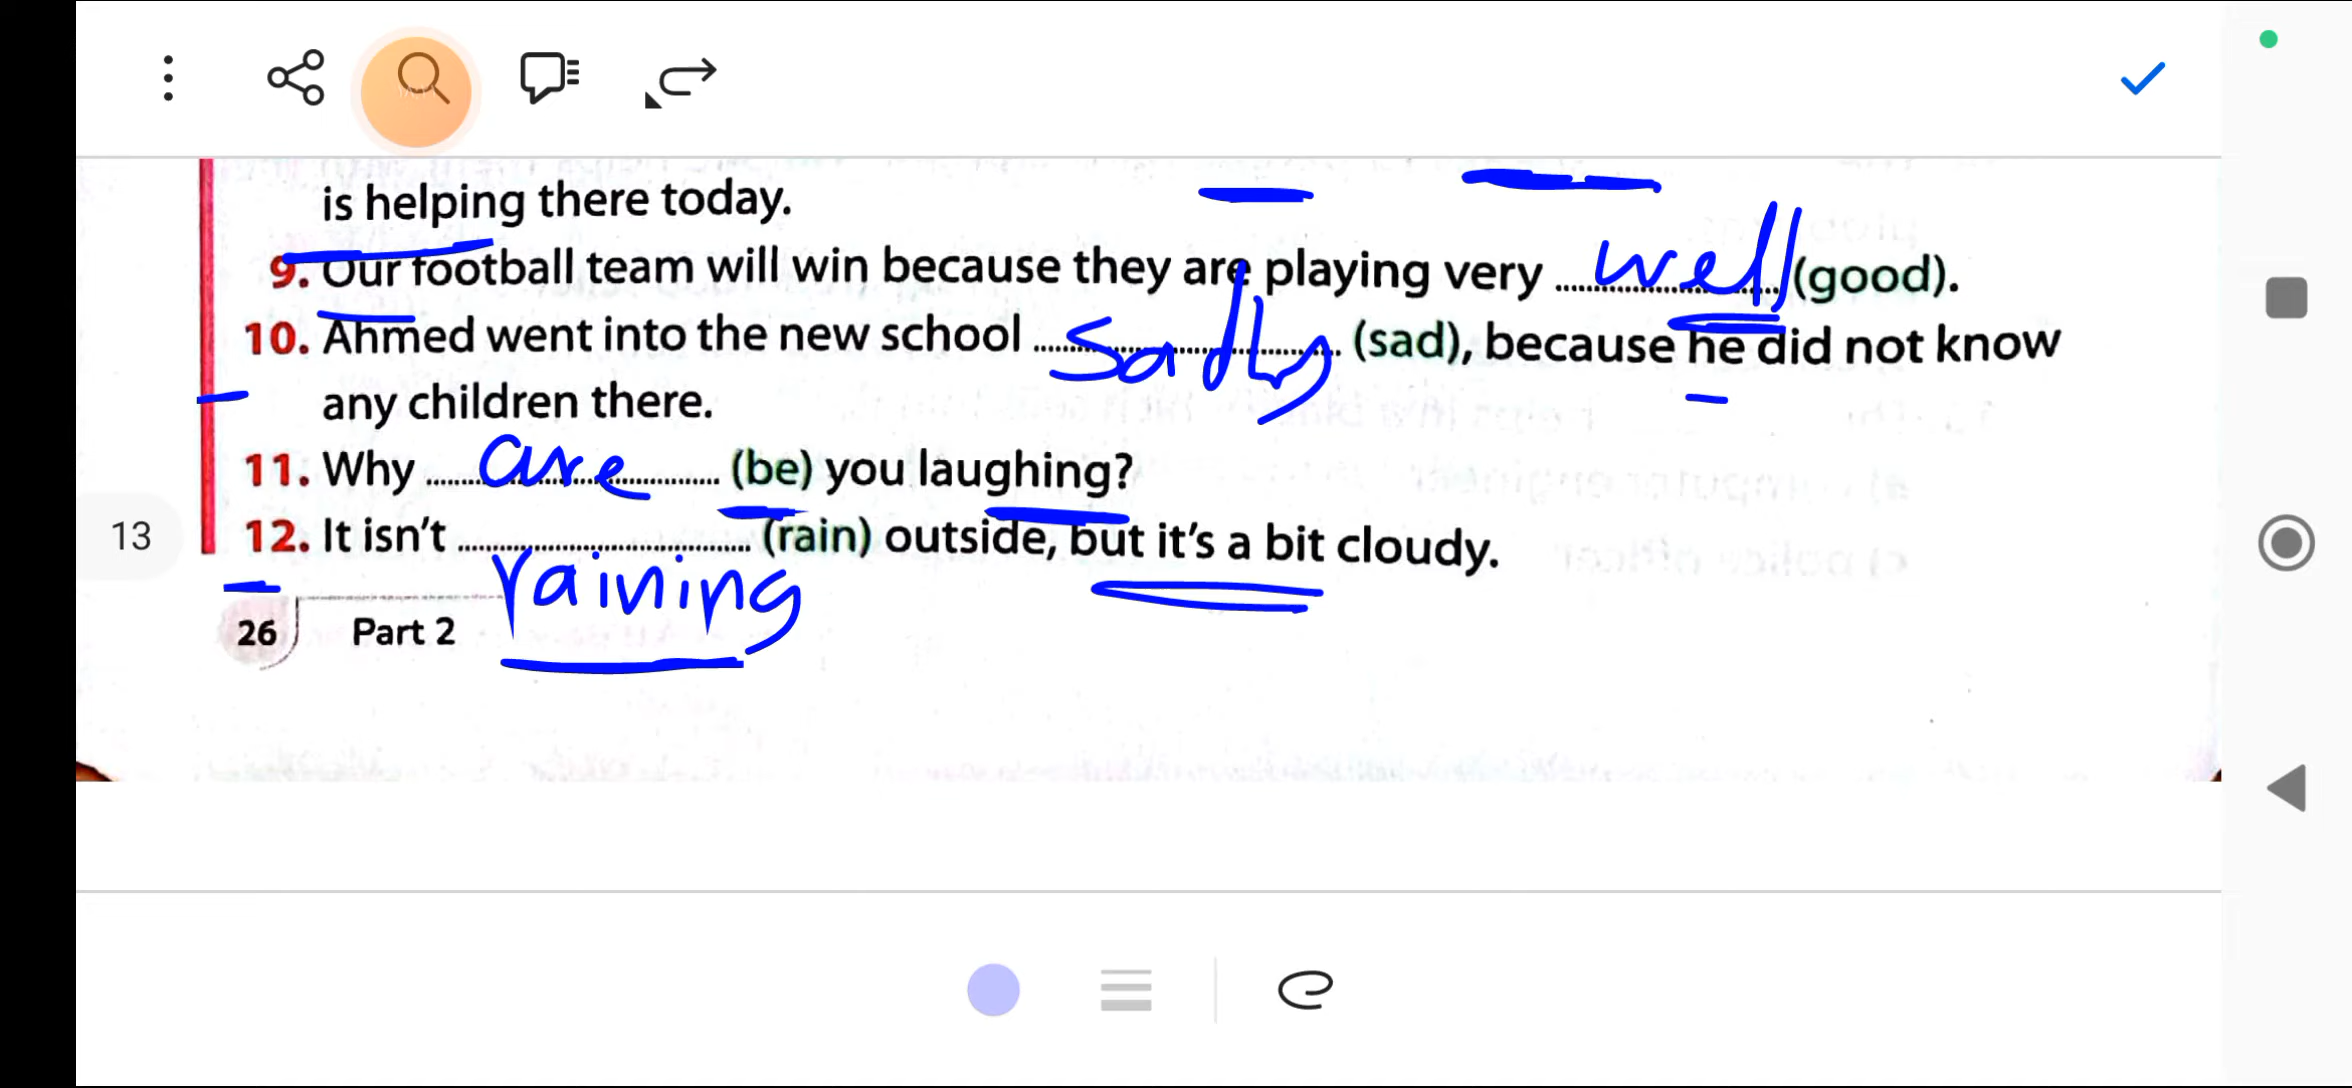 is helping there today.
9. Our football team will win because they are playing very well (good).
10. Ahmed went into the new school sadly (sad), because he did not know
any children there.
11. Why are (be) you laughing?
12. It isn't raining (rain) outside, but it's a bit cloudy.
13
26 Part 2